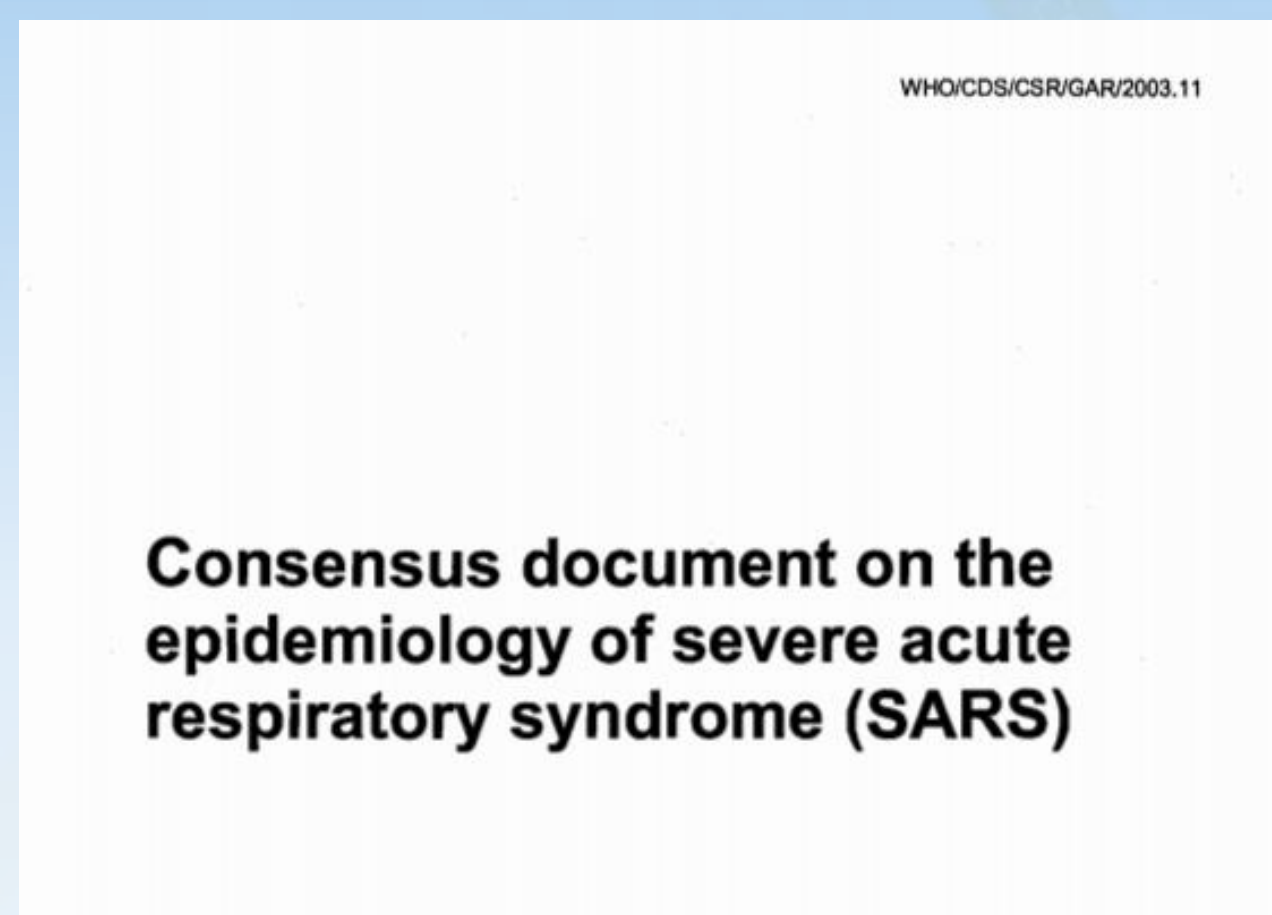 WHO/CDS/CSR/GAR/2003.11
Consensus document on the
epidemiology of severe acute
respiratory syndrome (SARS)